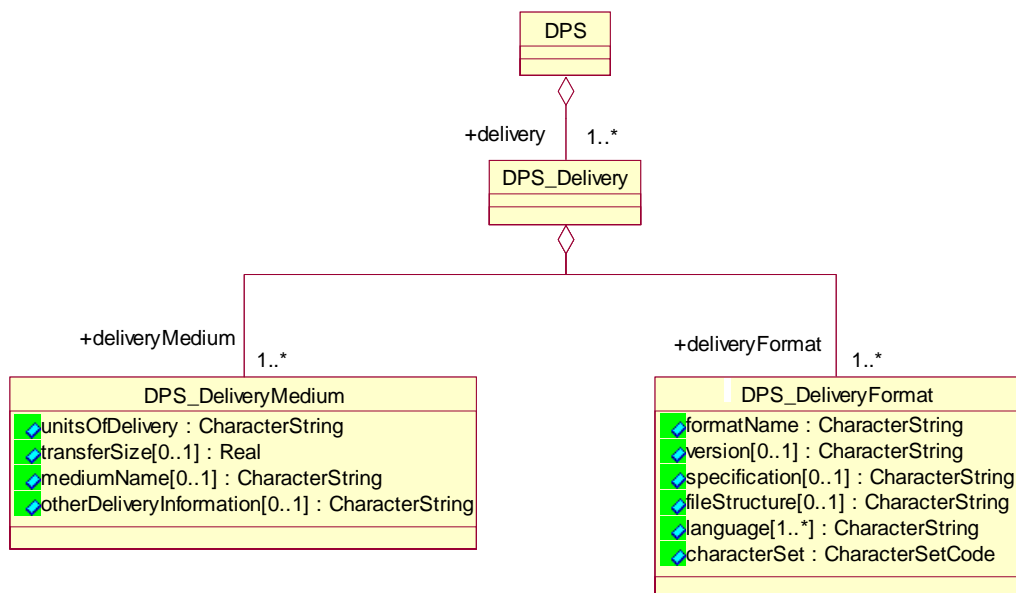 DPS
+delivery 1..*
DPS_Delivery
+deliveryMedium
1..*
DPS_DeliveryMedium
unitsOfDelivery : CharacterString
transferSize[0..1] : Real
mediumName[0..1] : CharacterString
otherDeliveryInformation[0..1] : CharacterString
+deliveryFormat
1..*
DPS_DeliveryFormat
formatName : CharacterString
version[0..1] : CharacterString
specification[0..1] : CharacterString
fileStructure[0..1] : CharacterString
language[1..*] : CharacterString
characterSet : CharacterSetCode